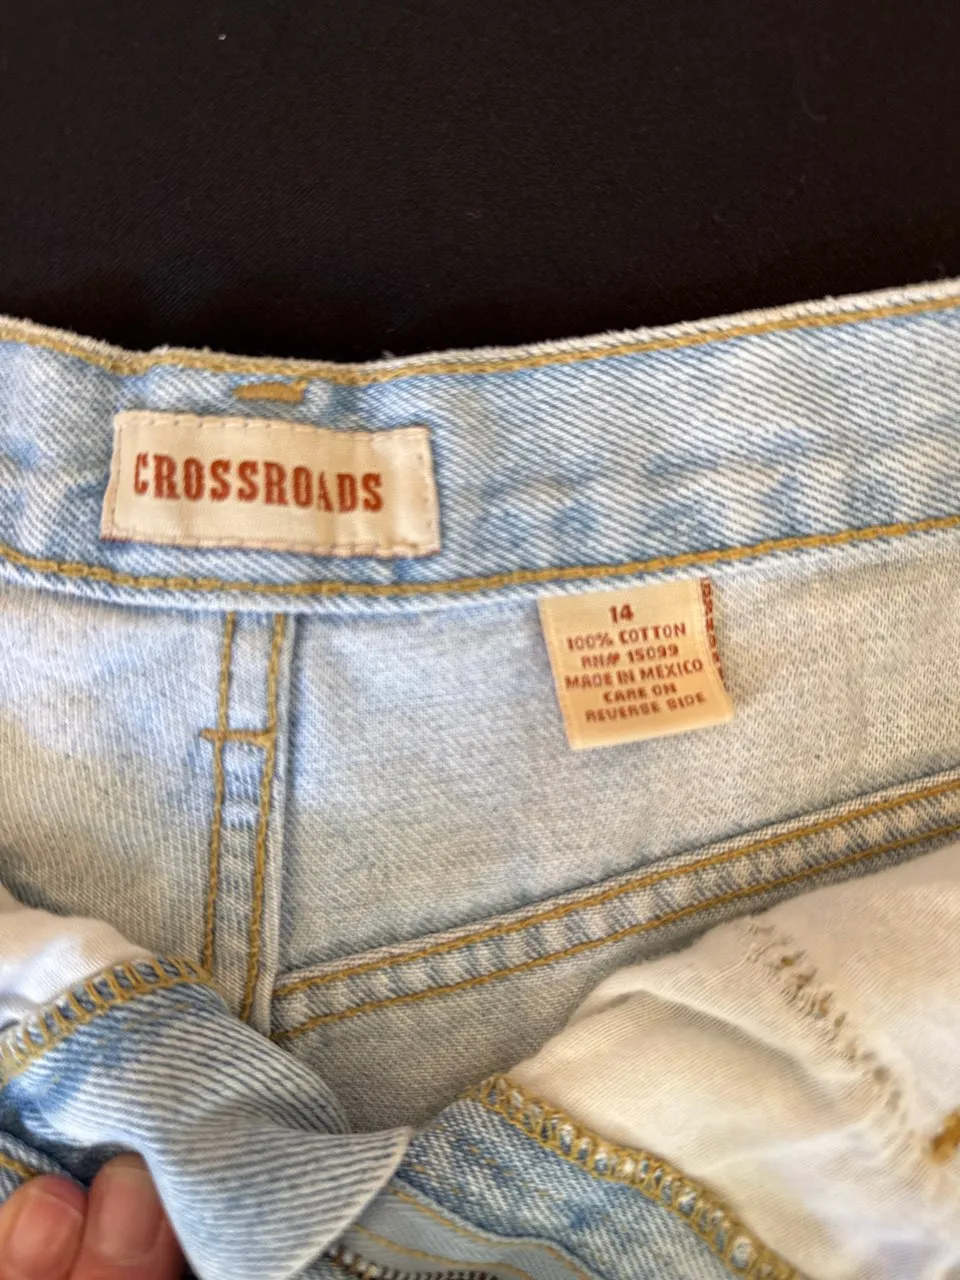 CROSSROADS
14
100% COTTON
RN# 15099
MADE IN MEXICO
CARE ON
REVERSE SIDE